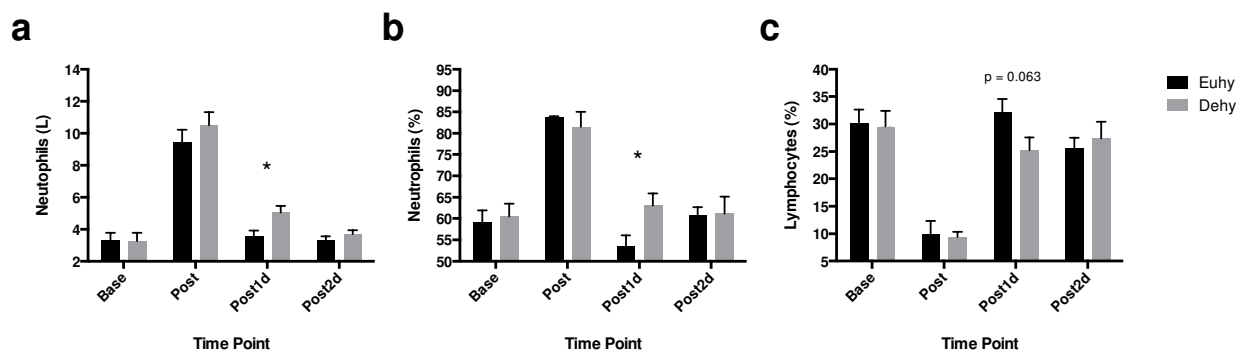 a
b
c
14
12
10
8
6
4
2
Neutophils (L)
*
Base
Post
Post1d
Post2d
Time Point
95
90
85
80
75
70
65
60
55
50
Neutrophils (%)
*
Base
Post
Post1d
Post2d
Time Point
40
35
30
25
20
15
10
5
Lymphocytes (%)
p = 0.063
Base
Post
Post1d
Post2d
Time Point
Euhy
Dehy